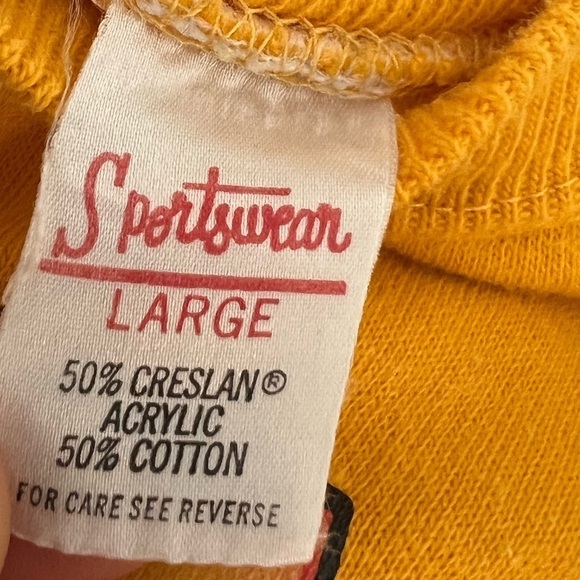 Sportswear
LARGE
50% CRESLAN®
ACRYLIC
50% COTTON
FOR CARE SEE REVERSE